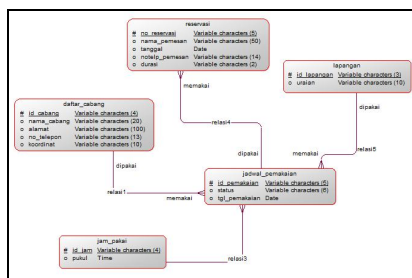 reservasi
# no_reservasi Variable characters (5)
o nama_pemesan Variable characters (50)
o tanggal Date
o notelp_pemesan Variable characters (14)
o durasi Variable characters (2)
lapangan
# id_lapangan Variable characters (3)
o uraian Variable characters (10)
memakai
dipakai
daftar_cabang
# id_cabang Variable characters (4)
o nama_cabang Variable characters (20)
o alamat Variable characters (100)
o no_telepon Variable characters (13)
o koordinat Variable characters (10)
relasi4
relasi5
dipakai
dipakai
memakai
jadwal_pemakaian
# id_pemakaian Variable characters (5)
o status Variable characters (6)
o tgl_pemakaian Date
relasi1
memakai
memakai
jam_pakai
# id_jam Variable characters (4)
o pukul Time
relasi3